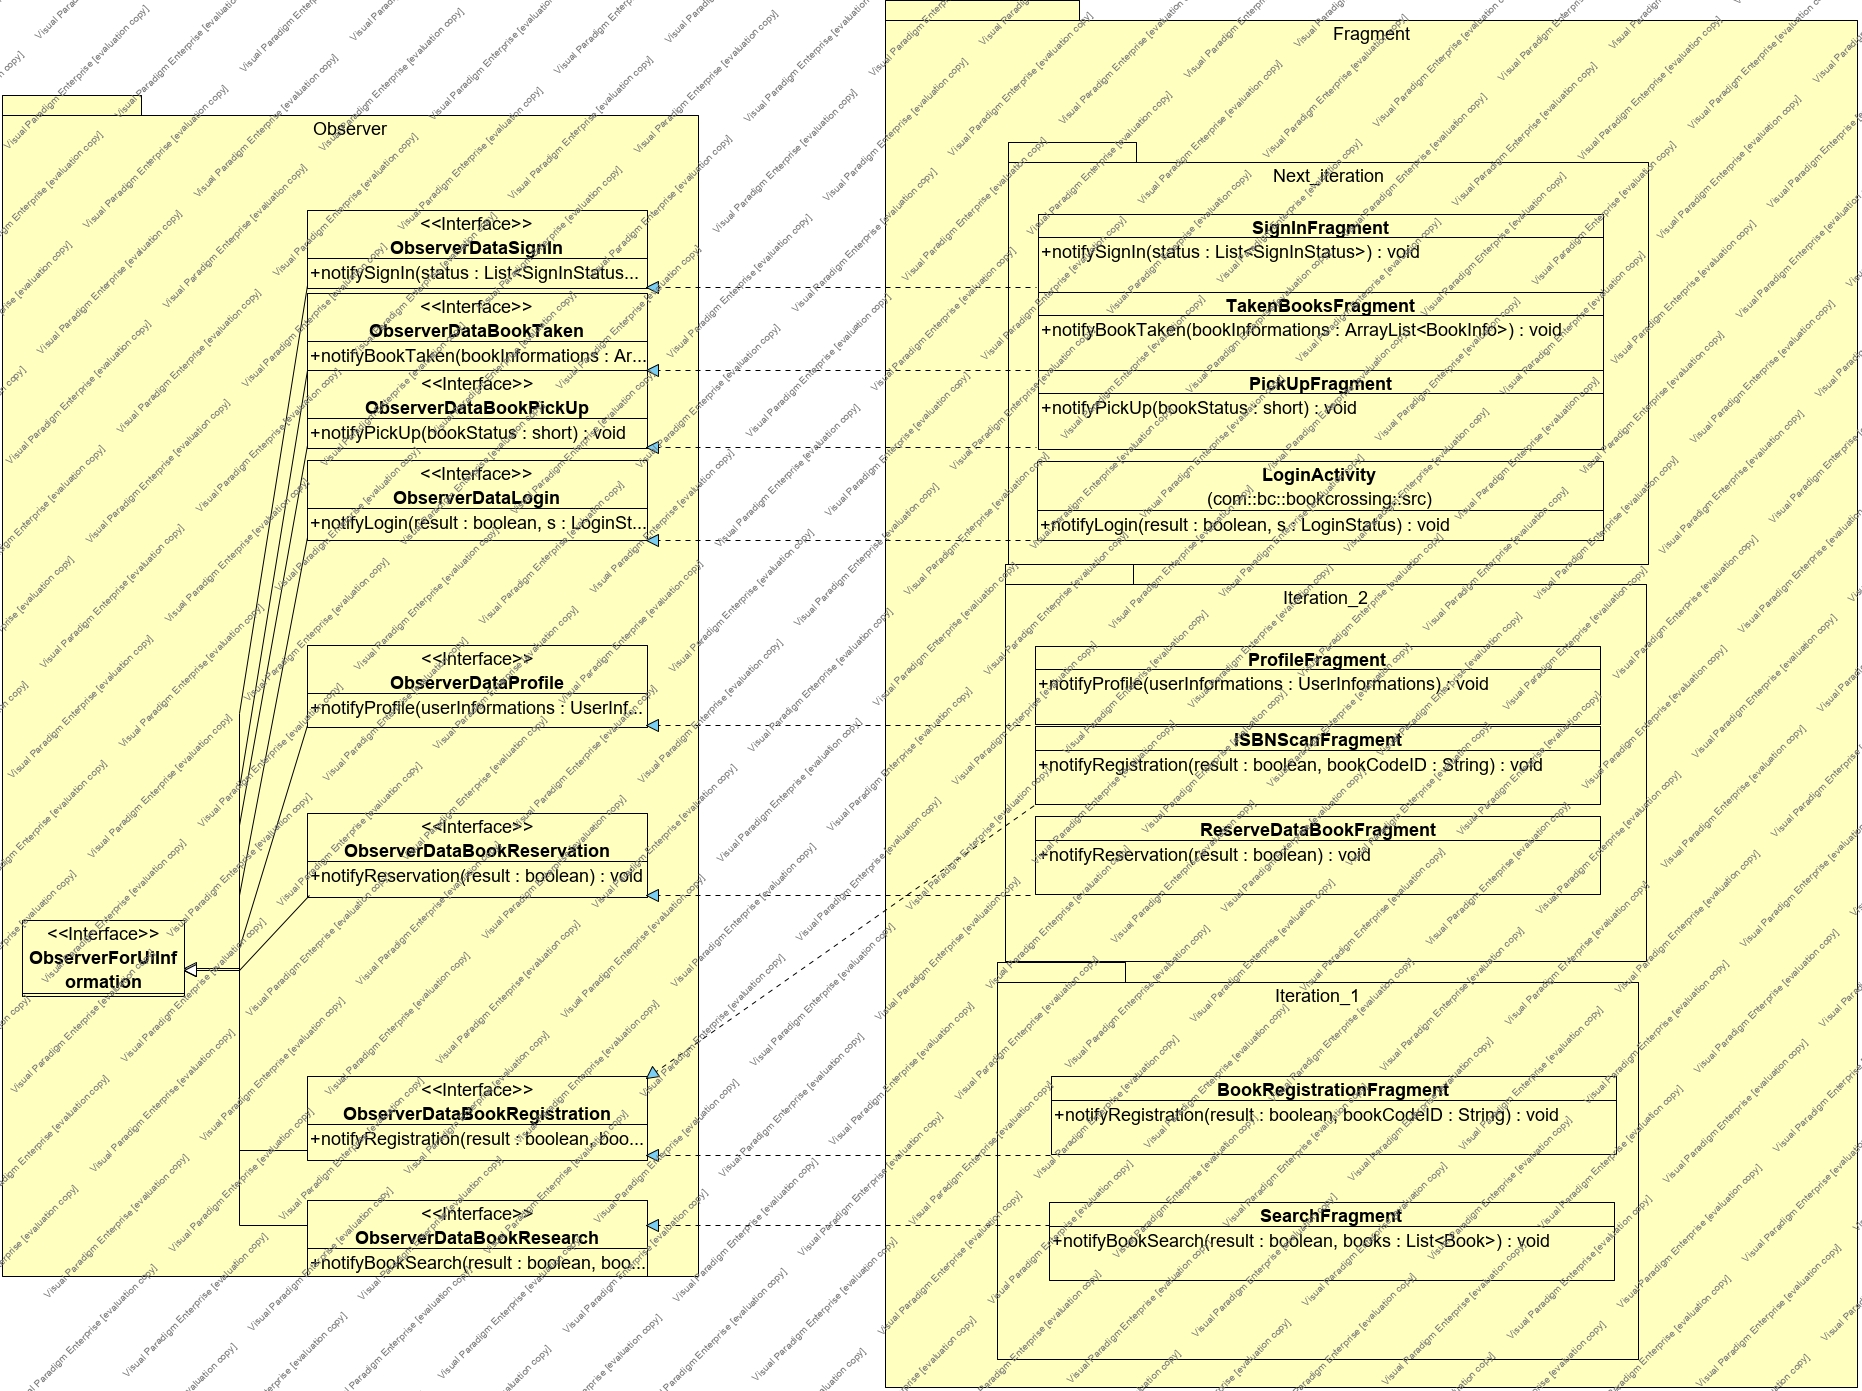 Observer
<<Interface>>
ObserverDataSignIn
+notifySignIn(status : List<SignInStatus...
<<Interface>>
ObserverDataBookTaken
+notifyBookTaken(bookInformations : Ar...
<<Interface>>
ObserverDataBookPickUp
+notifyPickUp(bookStatus : short) : void
<<Interface>>
ObserverDataLogin
+notifyLogin(result : boolean, s : LoginSt...
<<Interface>>
ObserverDataProfile
+notifyProfile(userInformations : UserInf...
<<Interface>>
ObserverDataBookReservation
+notifyReservation(result : boolean) : void
<<Interface>>
ObserverForUiInf
ormation
<<Interface>>
ObserverDataBookRegistration
+notifyRegistration(result : boolean, boo...
<<Interface>>
ObserverDataBookResearch
+notifyBookSearch(result : boolean, boo...
Fragment
Next_iteration
SignInFragment
+notifySignIn(status : List<SignInStatus>) : void
TakenBooksFragment
+notifyBookTaken(bookInformations : ArrayList<BookInfo>) : void
PickUpFragment
+notifyPickUp(bookStatus : short) : void
LoginActivity
(com::bc::bookcrossing::src)
+notifyLogin(result : boolean, s : LoginStatus) : void
Iteration_2
ProfileFragment
+notifyProfile(userInformations : UserInformations) : void
ISBNScanFragment
+notifyRegistration(result : boolean, bookCodeID : String) : void
ReserveDataBookFragment
+notifyReservation(result : boolean) : void
Iteration_1
BookRegistrationFragment
+notifyRegistration(result : boolean, bookCodeID : String) : void
SearchFragment
+notifyBookSearch(result : boolean, books : List<Book>) : void
Visual Paradigm Enterprise [evaluation copy]